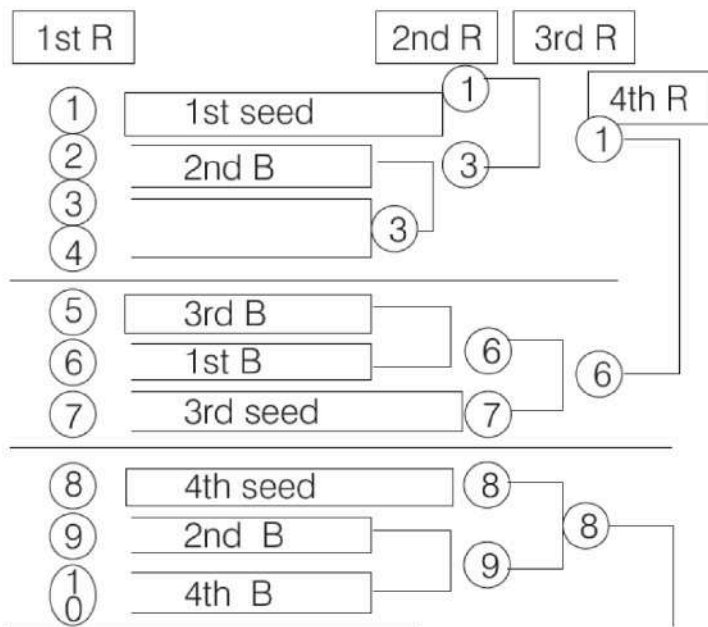 1st R 2nd R 3rd R
4th R
1 1st seed 1
1
2 2nd B 3
3
4 3
5 3rd B
6 1st B 6 6
7 3rd seed 7
8 4th seed 8
9 2nd B 8
9
10 4th B